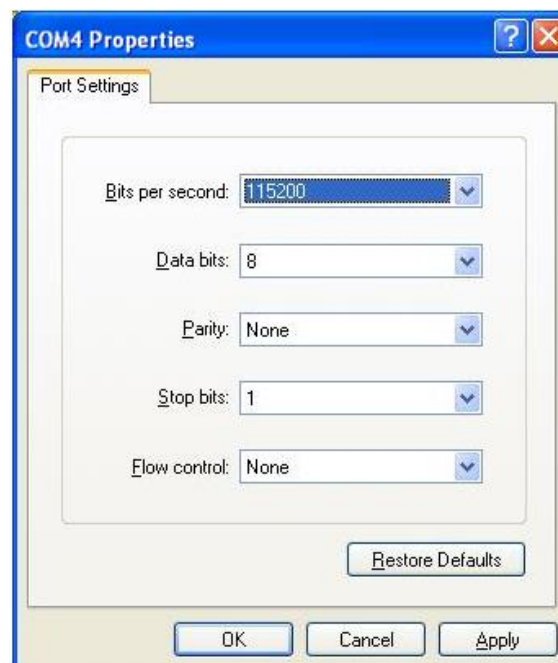 COM4 Properties
Port Settings
Bits per second: 115200
Data bits: 8
Parity: None
Stop bits: 1
Flow control: None
Restore Defaults
OK Cancel Apply